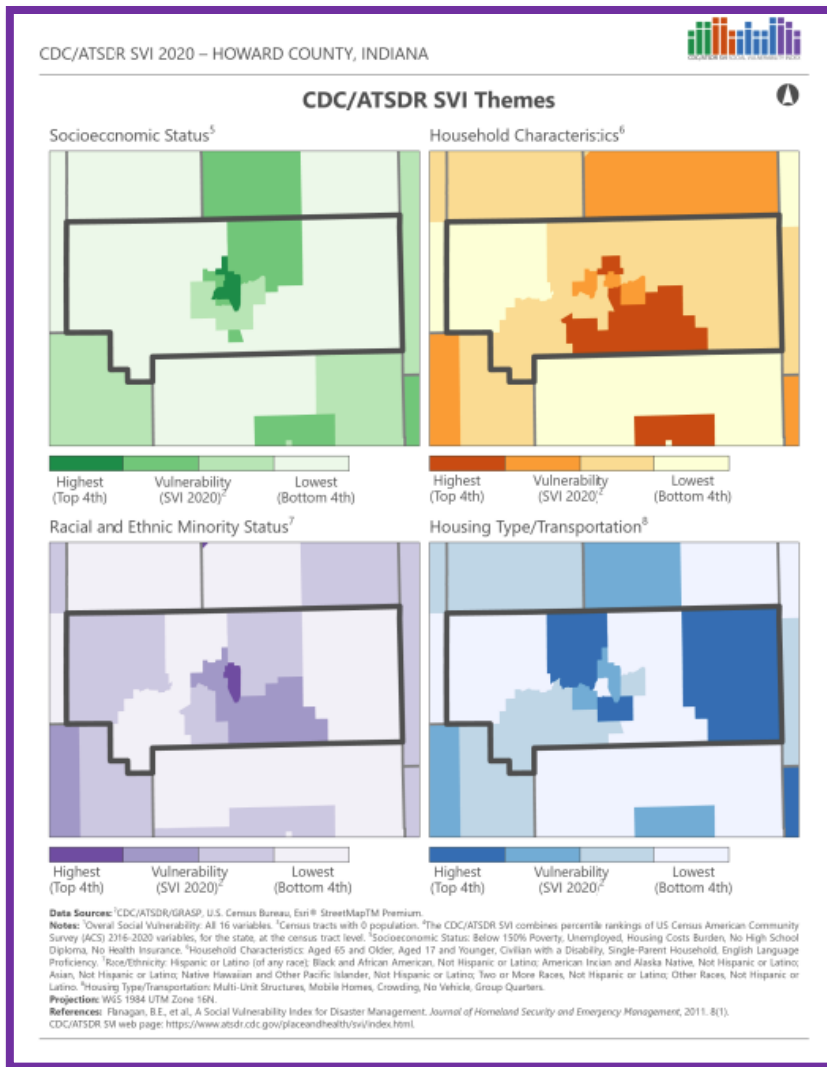 CDC/ATSDR SVI 2020 – HOWARD COUNTY, INDIANA
CDC/ATSDR SVI SOCIAL VULNERABILITY INDEX
CDC/ATSDR SVI Themes
Socioeconomic Status5
Household Characteristics6
Highest
(Top 4th)
Vulnerability
(SVI 2020)2
Lowest
(Bottom 4th)
Highest
(Top 4th)
Vulnerability
(SVI 2020)2
Lowest
(Bottom 4th)
Racial and Ethnic Minority Status7
Housing Type/Transportation8
Highest
(Top 4th)
Vulnerability
(SVI 2020)2
Lowest
(Bottom 4th)
Highest
(Top 4th)
Vulnerability
(SVI 2020)2
Lowest
(Bottom 4th)
Data Sources: 2CDC/ATSDR/GRASP, U.S. Census Bureau, Esri® StreetMapTM Premium.
Notes: 1Overal Social Vulnerability: All 16 variables. 3Census tracts with 0 population. 4The CDC/ATSDR SVI combines percentile rankings of US Census American Community
Survey (ACS) 2016-2020 variables, for the state, at the census tract level. 5Socioeconomic Status: Below 150% Poverty, Unemployed, Housing Costs Burden, No High School
Diploma, No Health Insurance. 6Household Characteristics: Aged 65 and Older, Aged 17 and Younger, Civilian with a Disability, Single-Parent Household, English Language
Proficiency. 7Race/Ethnicity: Hispanic or Latino (of any race); Black and African American, Not Hispanic or Latino; American Indian and Alaska Native, Not Hispanic or Latino;
Asian, Not Hispanic or Latino; Native Hawaiian and Other Pacific Islander, Not Hispanic or Latino; Two or More Races, Not Hispanic or Latino; Other Races, Not Hispanic or
Latino. 8Housing Type/Transportation: Multi-Unit Structures, Mobile Homes, Crowding, No Vehicle, Group Quarters.
Projection: WGS 1984 UTM Zone 16N.
References: Flanagan, B.E., et al., A Social Vulnerability Index for Disaster Management. Journal of Homeland Security and Emergency Management, 2011. 8(1).
CDC/ATSDR SVI web page: https://www.atsdr.cdc.gov/placeandhealth/svi/index.html.